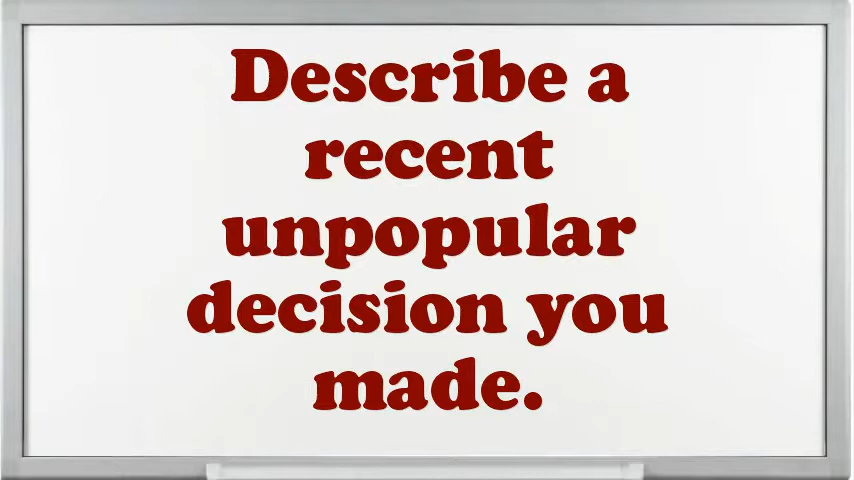 Describe a
recent
unpopular
decision you
made.